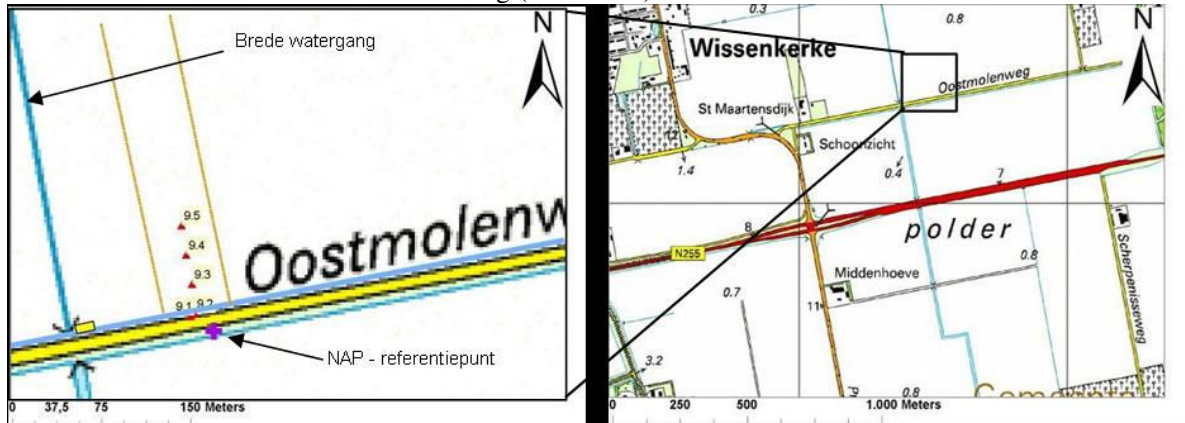 Brede watergang
N
9.5
9.4
9.3
9.1 9.2
Oostmolenw
NAP - referentiepunt
0 37,5 75 150 Meters
0.3
0.8
N
Wissenkerke
Oostmolenweg
St Maartensdijk
12
Schoonzicht
1.4
0.4
7
8
polder
N255
0.8
Middenhoeve
Scherpenisseweg
0.7
11
3.2
0.8
Gemeente
0 250 500 1.000 Meters